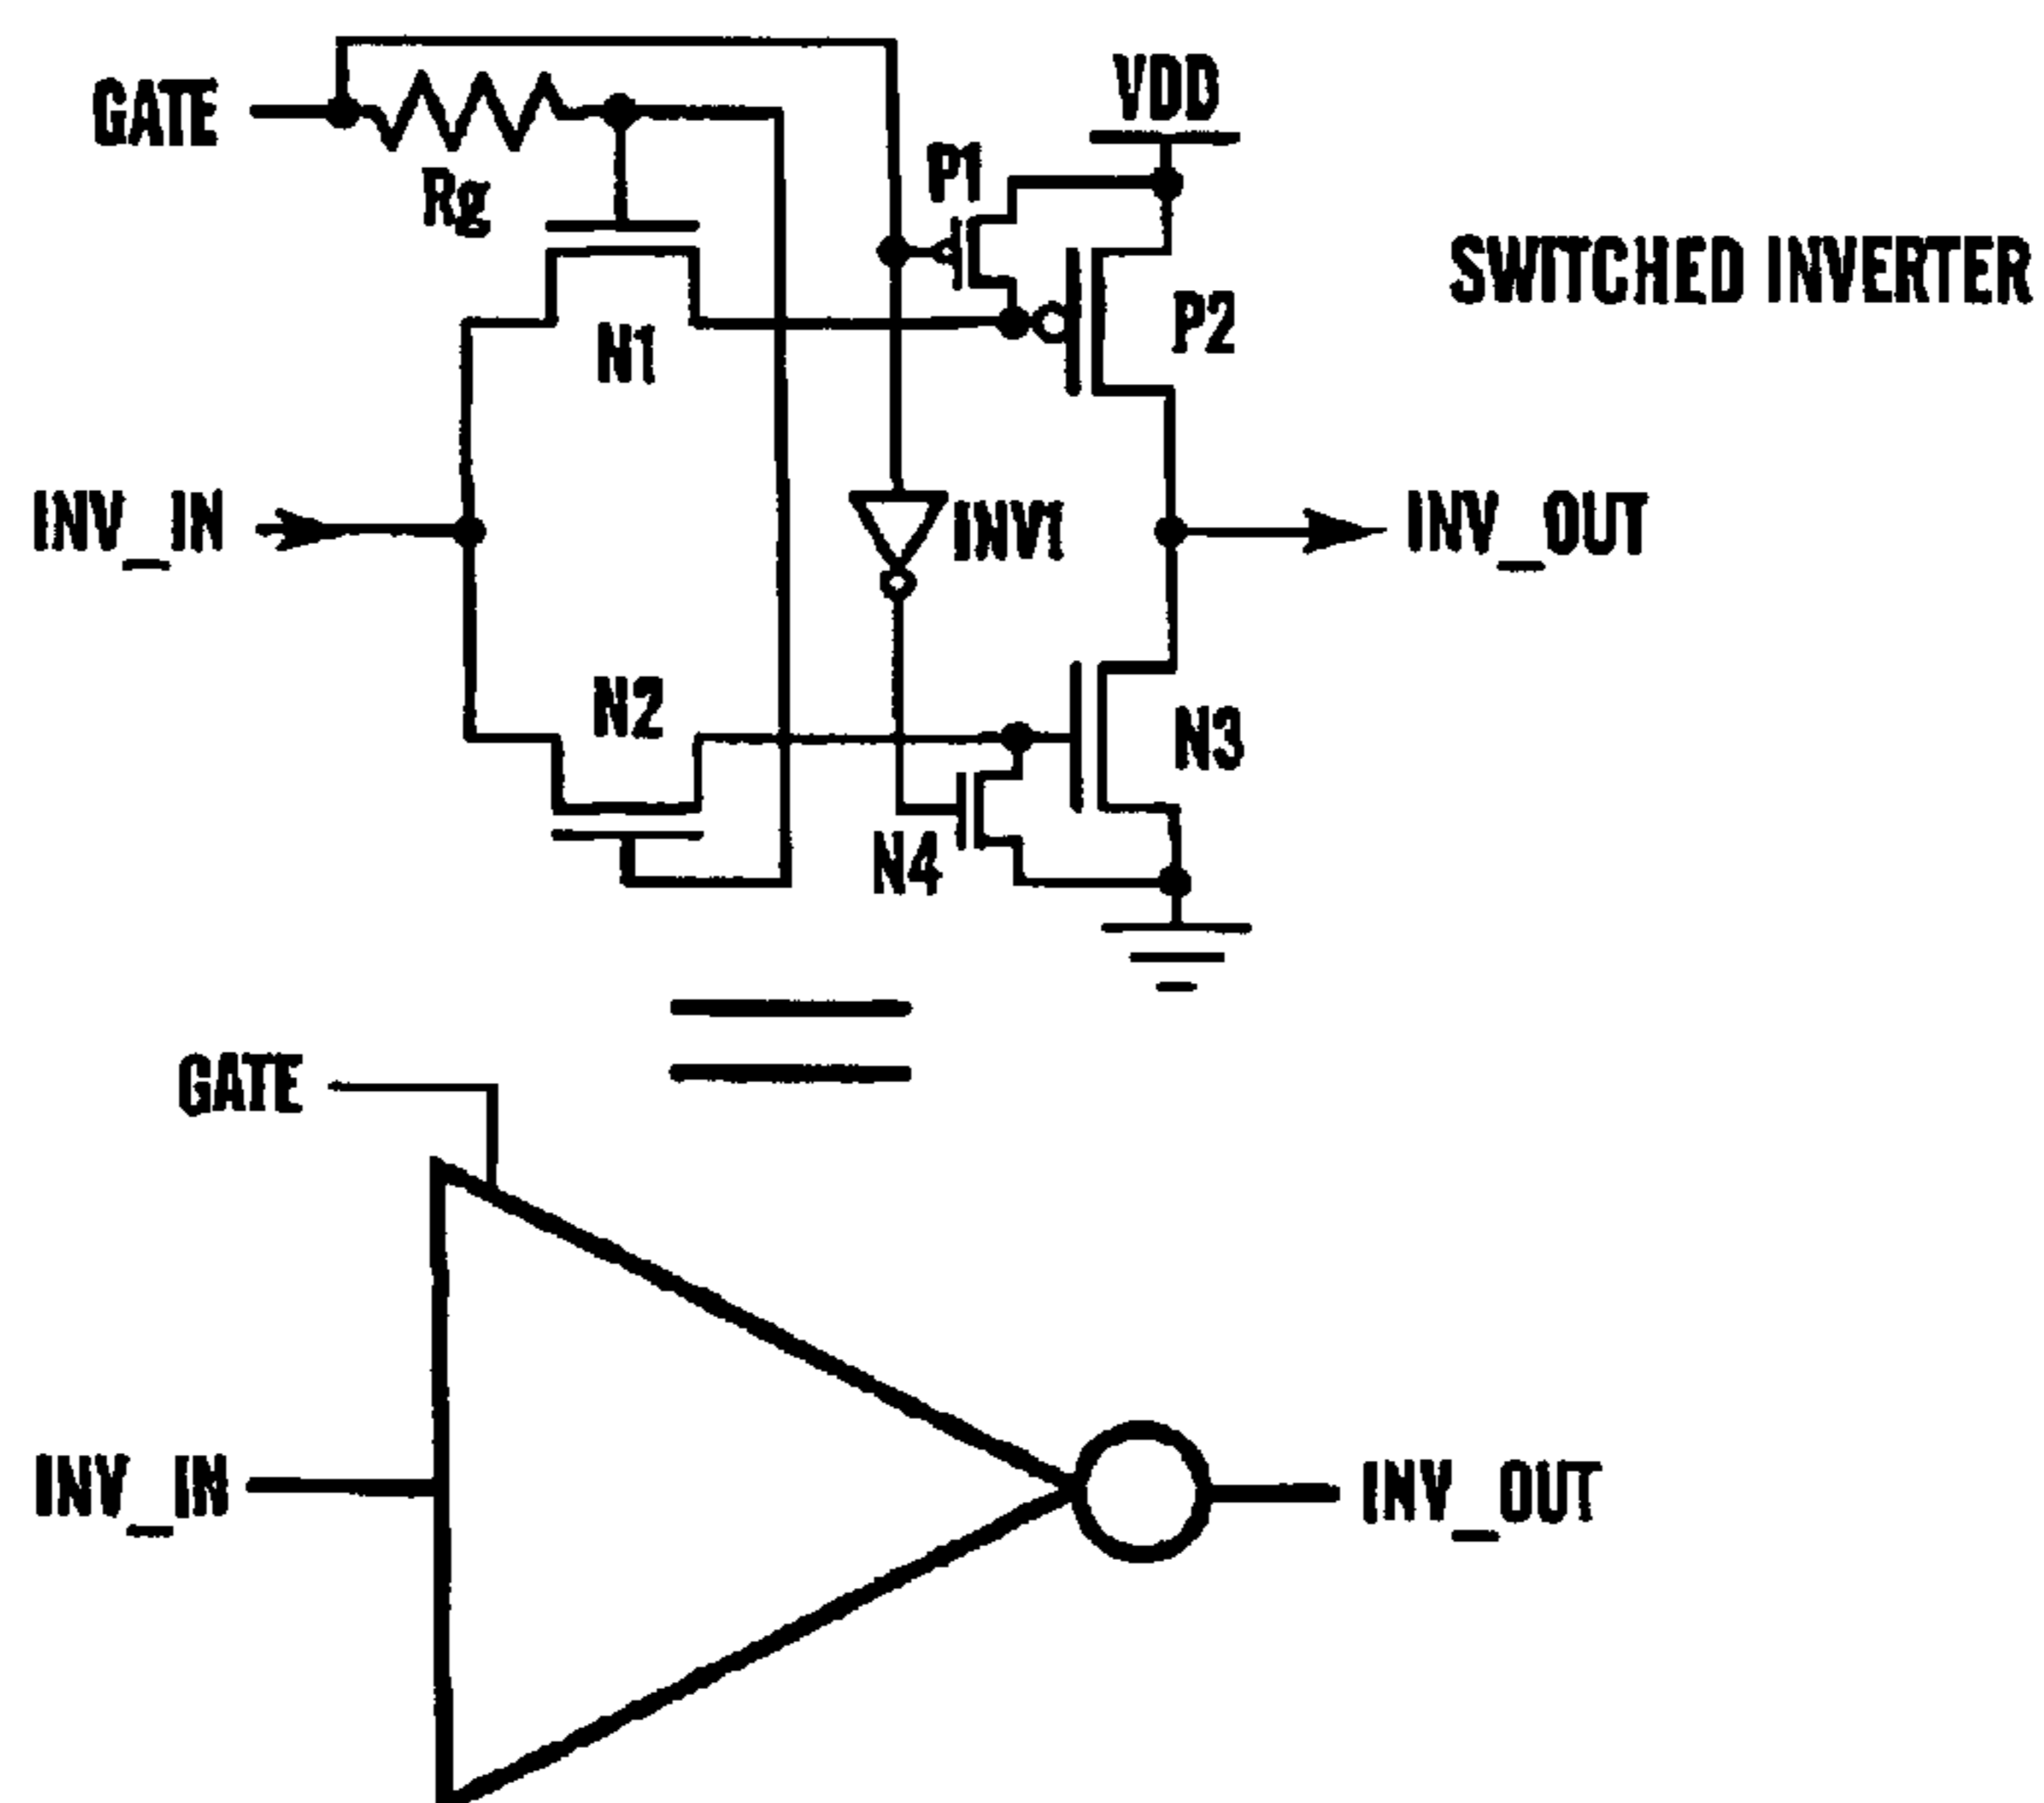 GATE
Rg
VDD
P1
SWITCHED INVERTER
P2
N1
INV_IN
INV1
INV_OUT
N2
N3
N4
GATE
INV_IN
INV_OUT